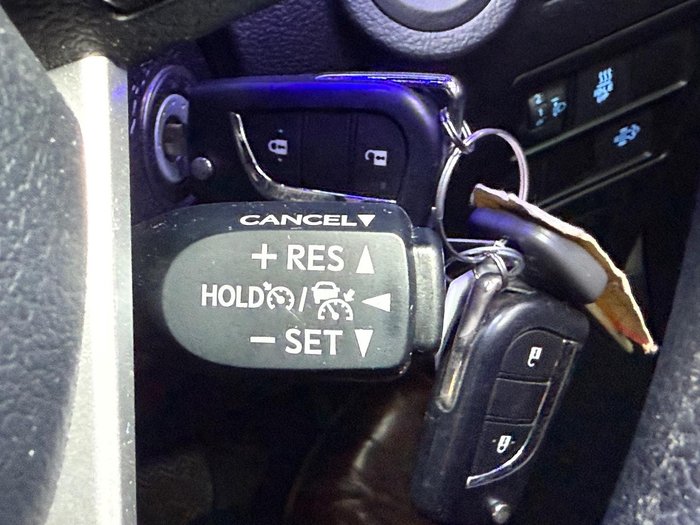 CANCEL▼
+ RES ▲
HOLD / ◀
− SET ▼